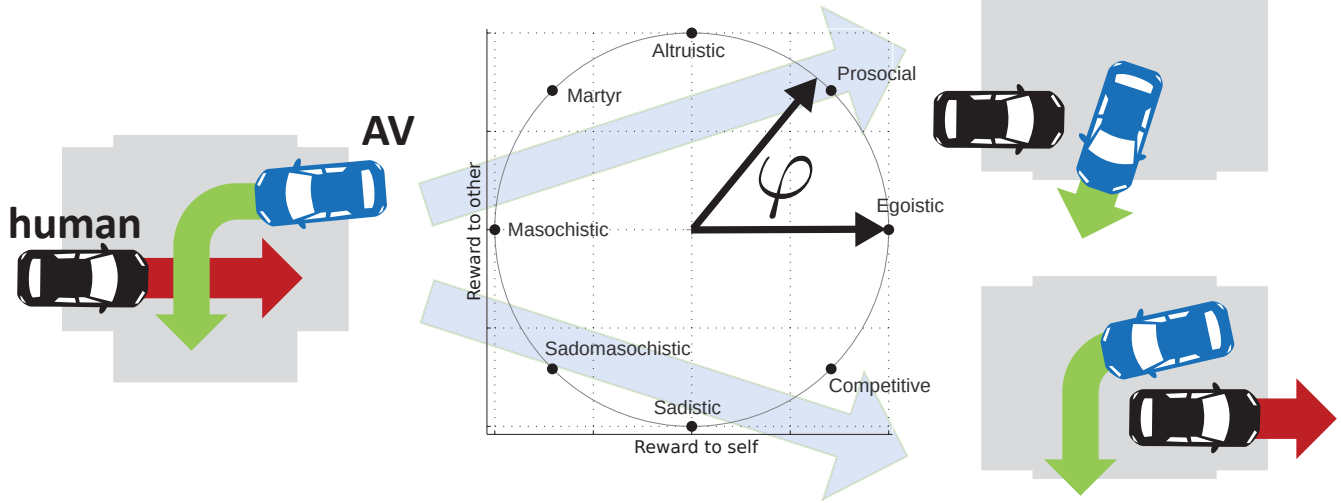 AV
human
Altruistic
Prosocial
Martyr
φ
Egoistic
Masochistic
Reward to other
Sadomasochistic
Competitive
Sadistic
Reward to self